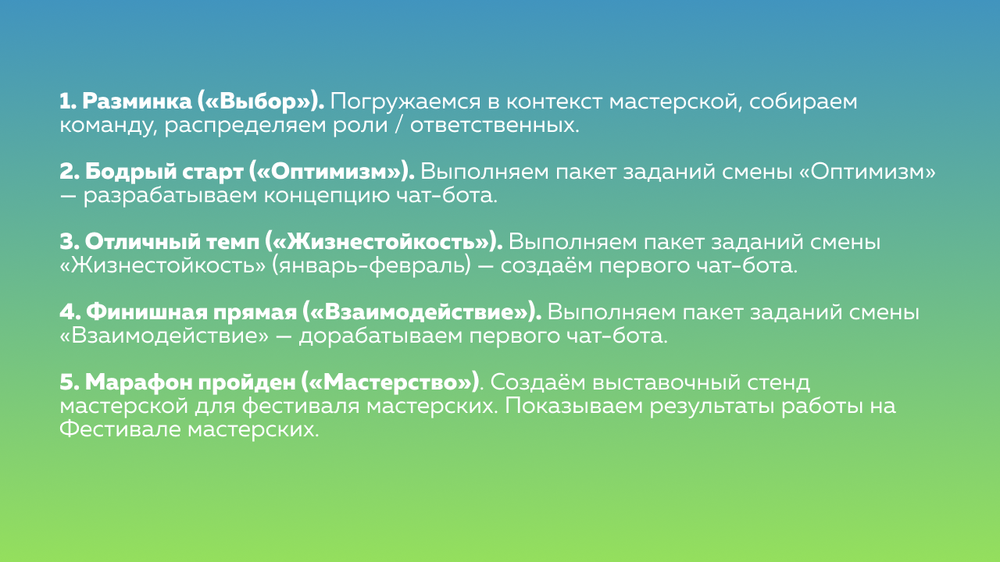 1. Разминка («Выбор»). Погружаемся в контекст мастерской, собираем
команду, распределяем роли / ответственных.
2. Бодрый старт («Оптимизм»). Выполняем пакет заданий смены «Оптимизм»
— разрабатываем концепцию чат-бота.
3. Отличный темп («Жизнестойкость»). Выполняем пакет заданий смены
«Жизнестойкость» (январь-февраль) — создаём первого чат-бота.
4. Финишная прямая («Взаимодействие»). Выполняем пакет заданий смены
«Взаимодействие» — дорабатываем первого чат-бота.
5. Марафон пройден («Мастерство»). Создаём выставочный стенд
мастерской для фестиваля мастерских. Показываем результаты работы на
Фестивале мастерских.